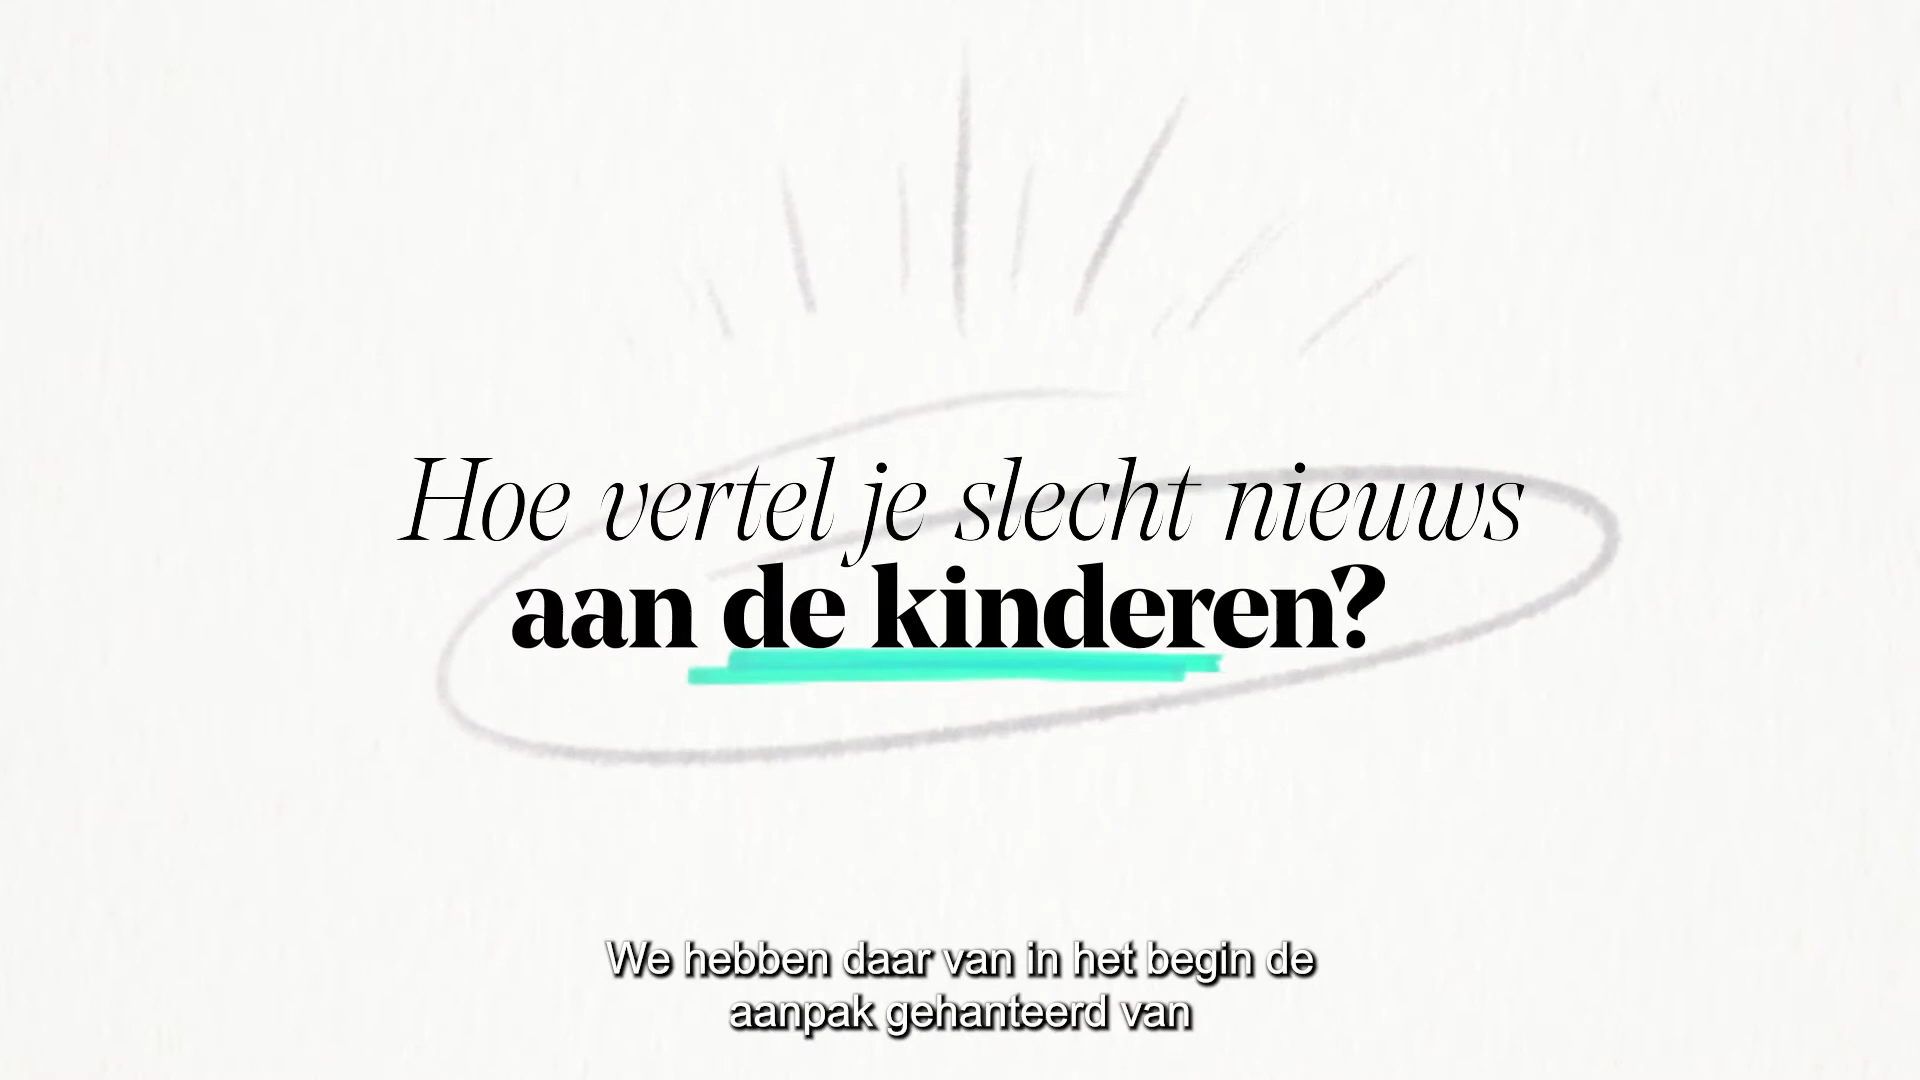 Hoe vertel je slecht nieuws
aan de kinderen?
We hebben daar van in het begin de
aanpak gehanteerd van